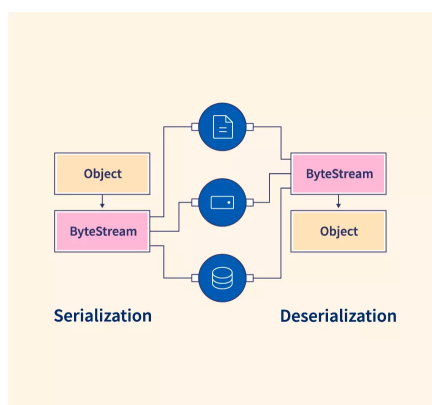 Object
ByteStream
Serialization
ByteStream
Object
Deserialization